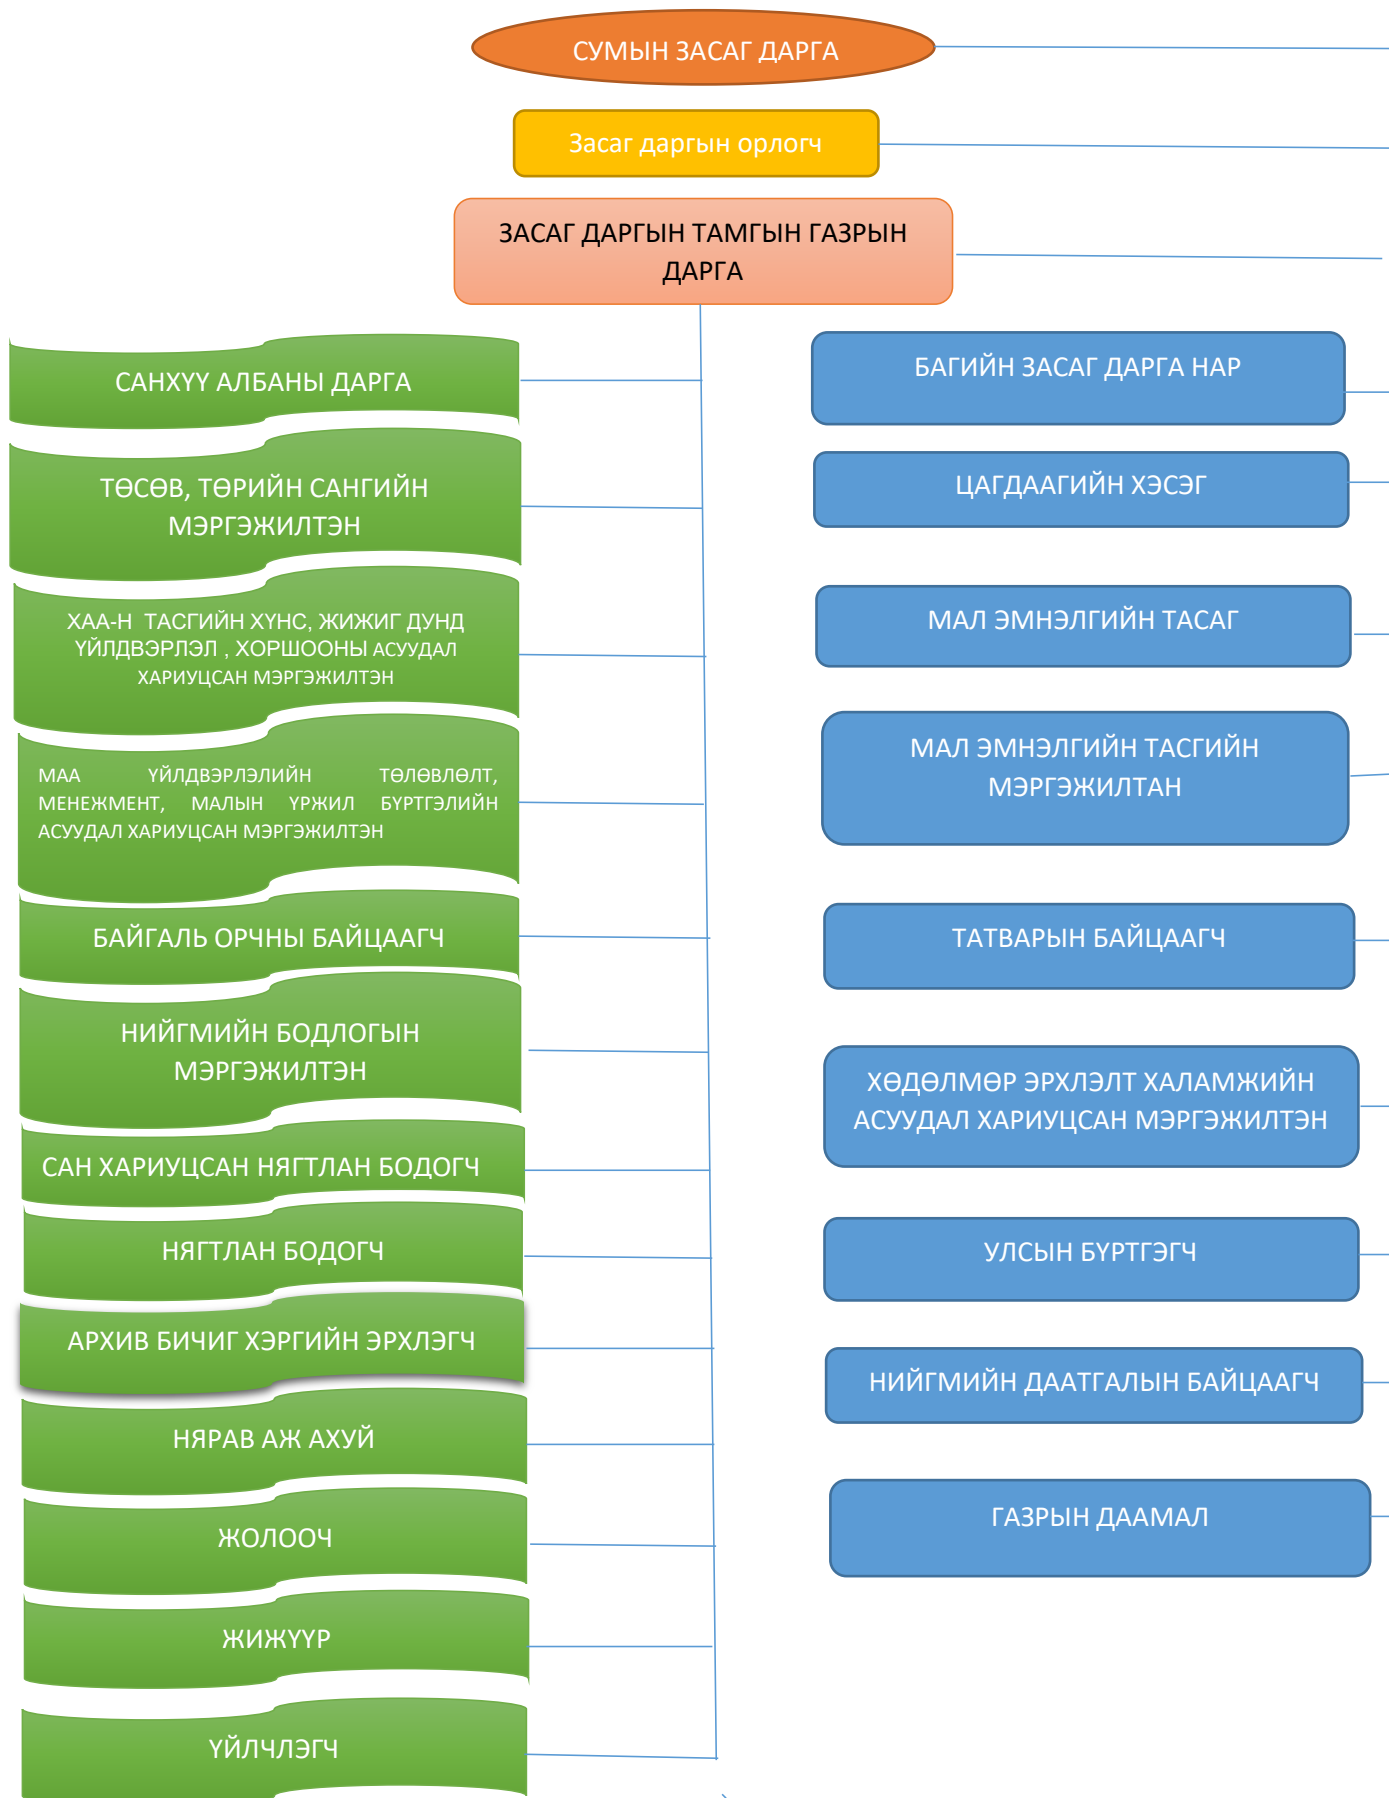 СУМЫН ЗАСАГ ДАРГА
Засаг даргын орлогч
ЗАСАГ ДАРГЫН ТАМГЫН ГАЗРЫН
ДАРГА
САНХҮҮ АЛБАНЫ ДАРГА
ТӨСӨВ, ТӨРИЙН САНГИЙН
МЭРГЭЖИЛТЭН
ХАА-Н ТАСГИЙН ХҮНС, ЖИЖИГ ДУНД
ҮЙЛДВЭРЛЭЛ , ХОРШООНЫ АСУУДАЛ
ХАРИУЦСАН МЭРГЭЖИЛТЭН
МАА ҮЙЛДВЭРЛЭЛИЙН ТӨЛӨВЛӨЛТ,
МЕНЕЖМЕНТ, МАЛЫН ҮРЖИЛ БҮРТГЭЛИЙН
АСУУДАЛ ХАРИУЦСАН МЭРГЭЖИЛТЭН
БАЙГАЛЬ ОРЧНЫ БАЙЦААГЧ
НИЙГМИЙН БОДЛОГЫН
МЭРГЭЖИЛТЭН
САН ХАРИУЦСАН НЯГТЛАН БОДОГЧ
НЯГТЛАН БОДОГЧ
АРХИВ БИЧИГ ХЭРГИЙН ЭРХЛЭГЧ
НЯРАВ АЖ АХУЙ
ЖОЛООЧ
ЖИЖҮҮР
ҮЙЛЧЛЭГЧ
БАГИЙН ЗАСАГ ДАРГА НАР
ЦАГДААГИЙН ХЭСЭГ
МАЛ ЭМНЭЛГИЙН ТАСАГ
МАЛ ЭМНЭЛГИЙН ТАСГИЙН
МЭРГЭЖИЛТАН
ТАТВАРЫН БАЙЦААГЧ
ХӨДӨЛМӨР ЭРХЛЭЛТ ХАЛАМЖИЙН
АСУУДАЛ ХАРИУЦСАН МЭРГЭЖИЛТЭН
УЛСЫН БҮРТГЭГЧ
НИЙГМИЙН ДААТГАЛЫН БАЙЦААГЧ
ГАЗРЫН ДААМАЛ